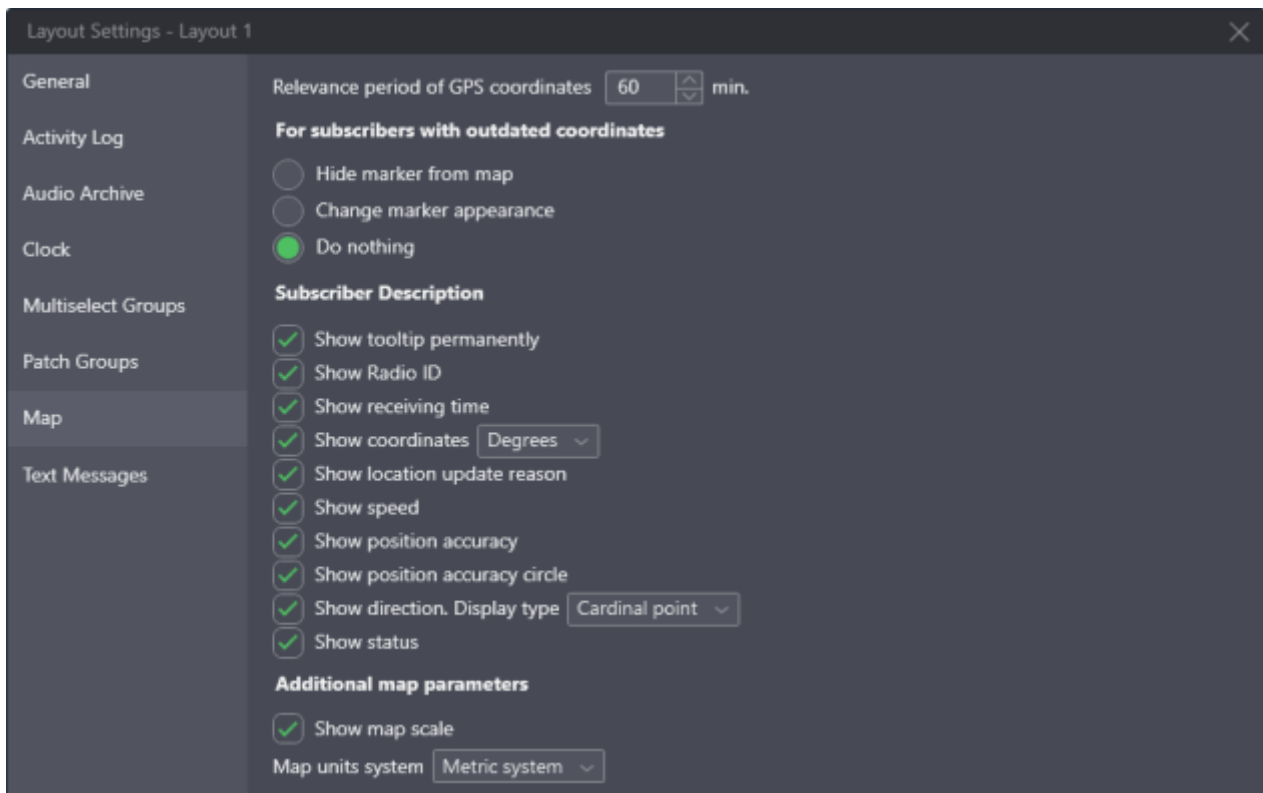 Layout Settings - Layout 1
General
Activity Log
Audio Archive
Clock
Multiselect Groups
Patch Groups
Map
Text Messages
Relevance period of GPS coordinates 60 min.
For subscribers with outdated coordinates
Hide marker from map
Change marker appearance
Do nothing
Subscriber Description
Show tooltip permanently
Show Radio ID
Show receiving time
Show coordinates Degrees
Show location update reason
Show speed
Show position accuracy
Show position accuracy circle
Show direction. Display type Cardinal point
Show status
Additional map parameters
Show map scale
Map units system Metric system